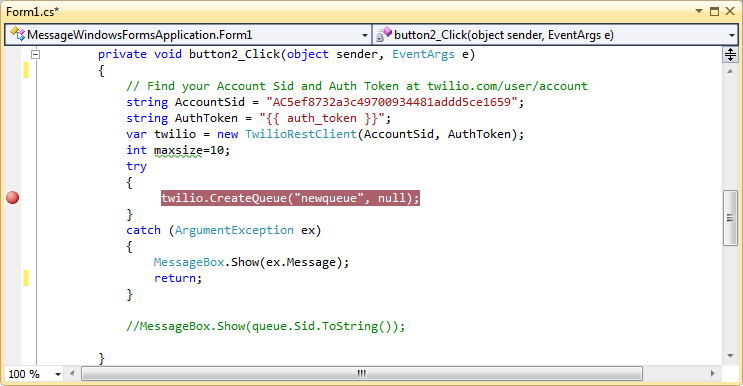 Form1.cs*
MessageWindowsFormsApplication.Form1
button2_Click(object sender, EventArgs e)
private void button2_Click(object sender, EventArgs e)
{
// Find your Account Sid and Auth Token at twilio.com/user/account
string AccountSid = "AC5ef8732a3c49700934481addd5ce1659";
string AuthToken = "{{ auth_token }}";
var twilio = new TwilioRestClient(AccountSid, AuthToken);
int maxsize=10;
try
{
twilio.CreateQueue("newqueue", null);
}
catch (ArgumentException ex)
{
MessageBox.Show(ex.Message);
return;
}
//MessageBox.Show(queue.Sid.ToString());
}
100 %